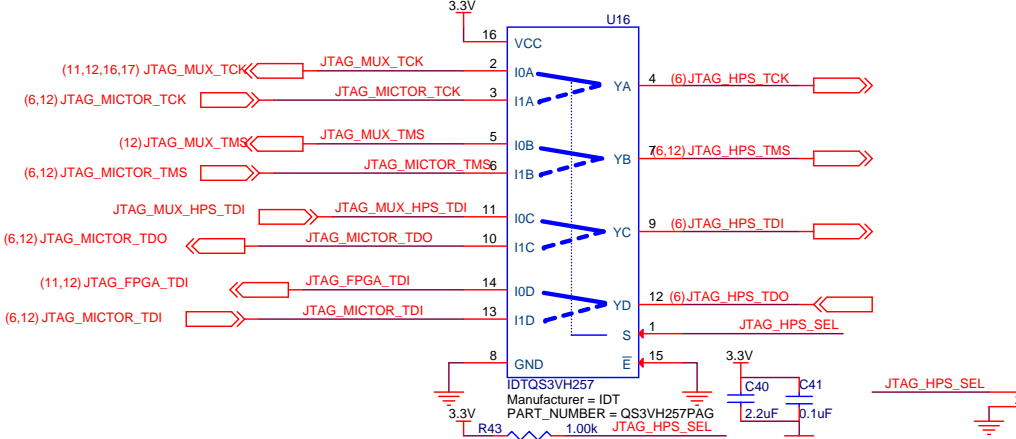 3.3V
U16
16 VCC
(11,12,16,17) JTAG_MUX_TCK JTAG_MUX_TCK 2 I0A
YA 4 (6) JTAG_HPS_TCK
(6,12) JTAG_MICTOR_TCK JTAG_MICTOR_TCK 3 I1A
(12) JTAG_MUX_TMS JTAG_MUX_TMS 5 I0B
YB 7 (6,12) JTAG_HPS_TMS
(6,12) JTAG_MICTOR_TMS JTAG_MICTOR_TMS 6 I1B
JTAG_MUX_HPS_TDI JTAG_MUX_HPS_TDI 11 I0C
YC 9 (6) JTAG_HPS_TDI
(6,12) JTAG_MICTOR_TDO JTAG_MICTOR_TDO 10 I1C
(11,12) JTAG_FPGA_TDI JTAG_FPGA_TDI 14 I0D
YD 12 (6) JTAG_HPS_TDO
(6,12) JTAG_MICTOR_TDI JTAG_MICTOR_TDI 13 I1D
S 1 JTAG_HPS_SEL
8 GND E 15
3.3V
IDTQS3VH257
Manufacturer = IDT
PART_NUMBER = QS3VH257PAG
C40 C41
2.2uF 0.1uF
JTAG_HPS_SEL
3.3V
R43 1.00k JTAG_HPS_SEL